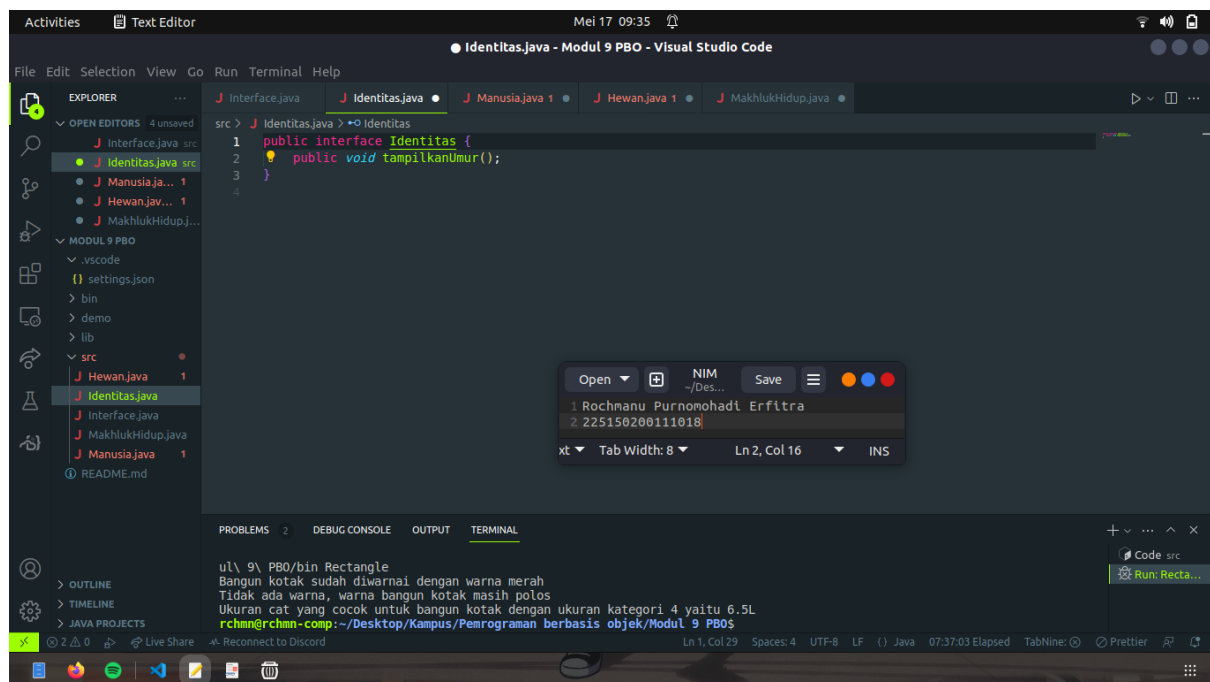 Activities Text Editor Mei 17 09:35
● Identitas.java - Modul 9 PBO - Visual Studio Code
File Edit Selection View Go Run Terminal Help
EXPLORER ...
OPEN EDITORS 4 unsaved
J Interface.java src
● J Identitas.java src
● J Manusia.ja... 1
● J Hewan.jav... 1
● J MakhlukHidup.j...
MODUL 9 PBO
.vscode
{} settings.json
bin
demo
lib
src
J Hewan.java 1
J Identitas.java
J Interface.java
J MakhlukHidup.java
J Manusia.java 1
README.md
OUTLINE
TIMELINE
JAVA PROJECTS
J Interface.java J Identitas.java ● J Manusia.java 1 ● J Hewan.java 1 ● J MakhlukHidup.java ●
src > J Identitas.java > Identitas
1 public interface Identitas {
2 public void tampilkanUmur();
3 }
4
Open NIM Save
~/Des...
1 Rochmanu Purnomohadi Erfitra
2 225150200111018
xt Tab Width: 8 Ln 2, Col 16 INS
PROBLEMS 2 DEBUG CONSOLE OUTPUT TERMINAL
ul\ 9\ PBO/bin Rectangle
Bangun kotak sudah diwarnai dengan warna merah
Tidak ada warna, warna bangun kotak masih polos
Ukuran cat yang cocok untuk bangun kotak dengan ukuran kategori 4 yaitu 6.5L
rchmn@rchmn-comp:~/Desktop/Kampus/Pemrograman berbasis objek/Modul 9 PBO$
Code src
Run: Recta...
2 0 Live Share Reconnect to Discord Ln 1, Col 29 Spaces: 4 UTF-8 LF {} Java 07:37:03 Elapsed TabNine: Prettier